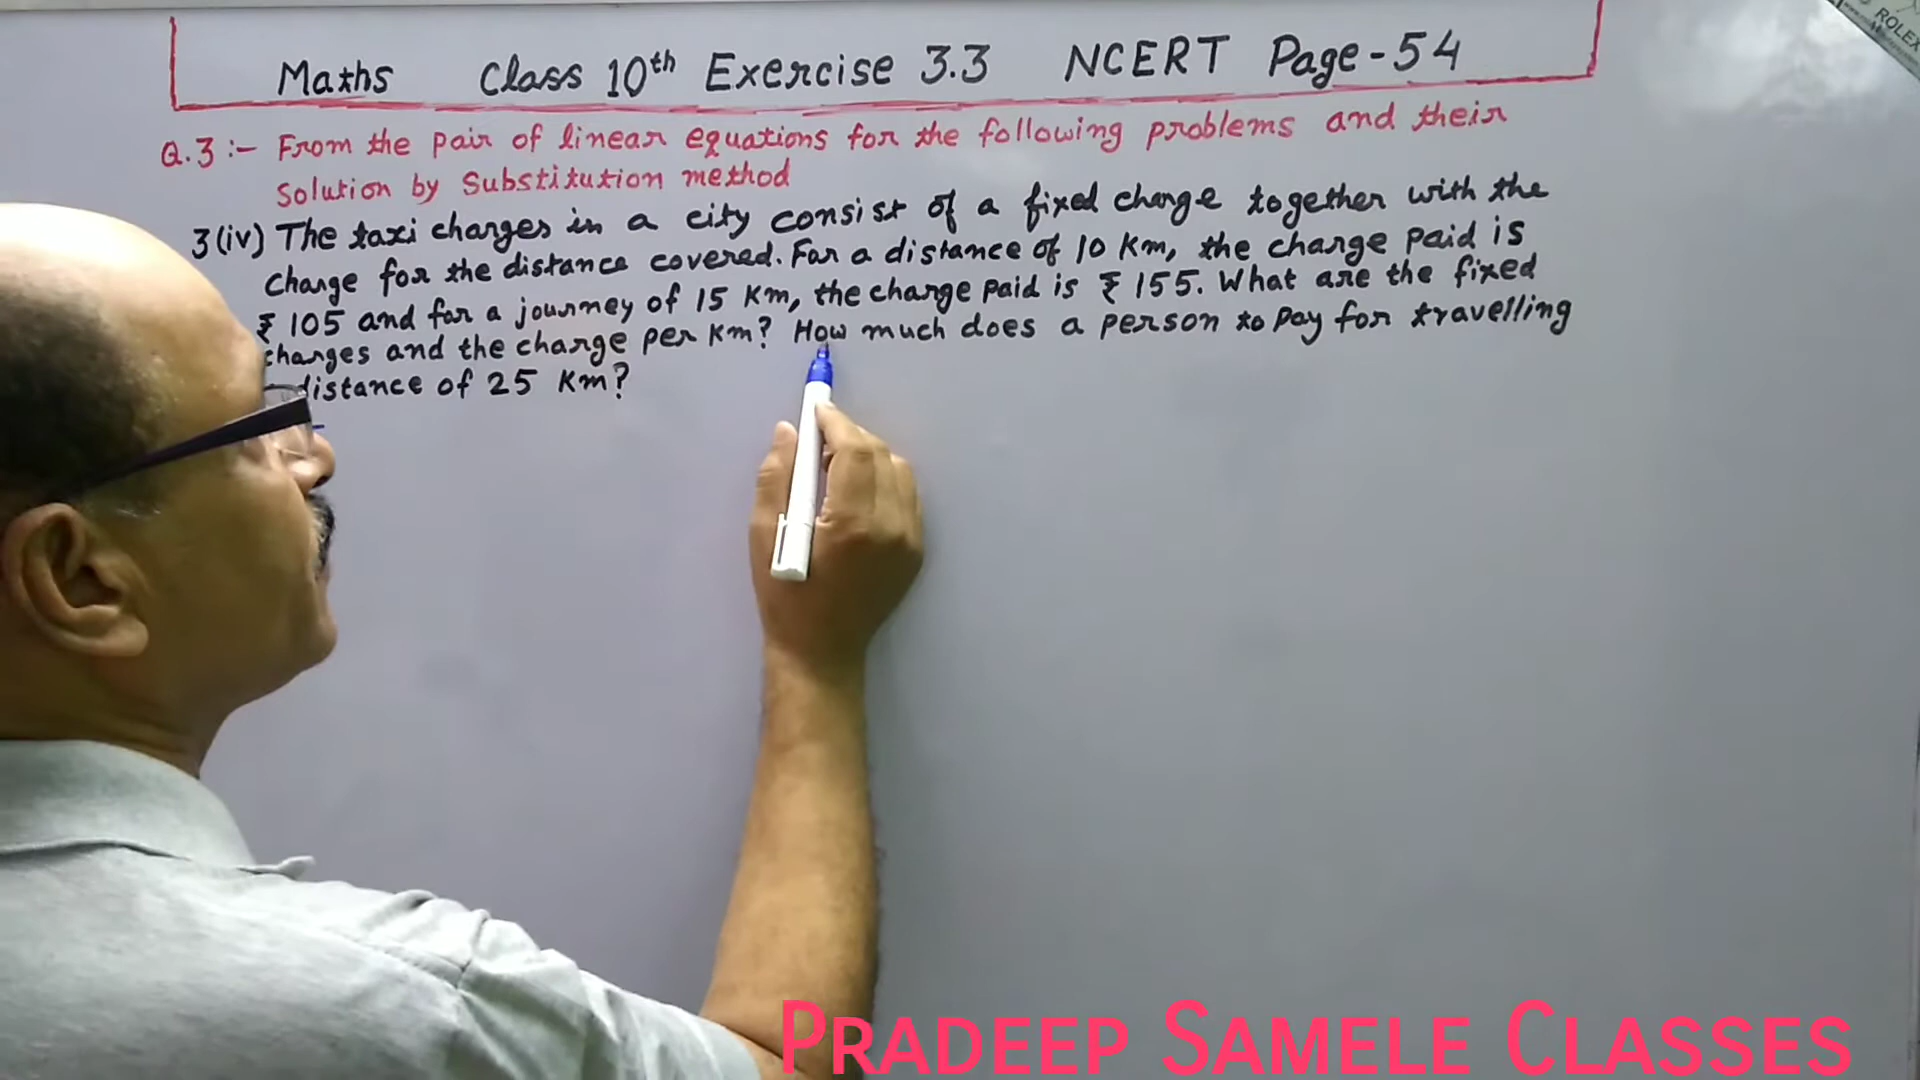 Maths Class 10th Exercise 3.3 NCERT Page-54
Q.3:- From the pair of linear equations for the following problems and their
Solution by Substitution method
3(iv) The taxi charges in a city consist of a fixed charge together with the
charge for the distance covered. For a distance of 10 Km, the charge paid is
₹ 105 and for a journey of 15 Km, the charge paid is ₹ 155. What are the fixed
charges and the charge per Km? How much does a person to pay for travelling
distance of 25 Km?
ROLEX
PRADEEP SAMELE CLASSES